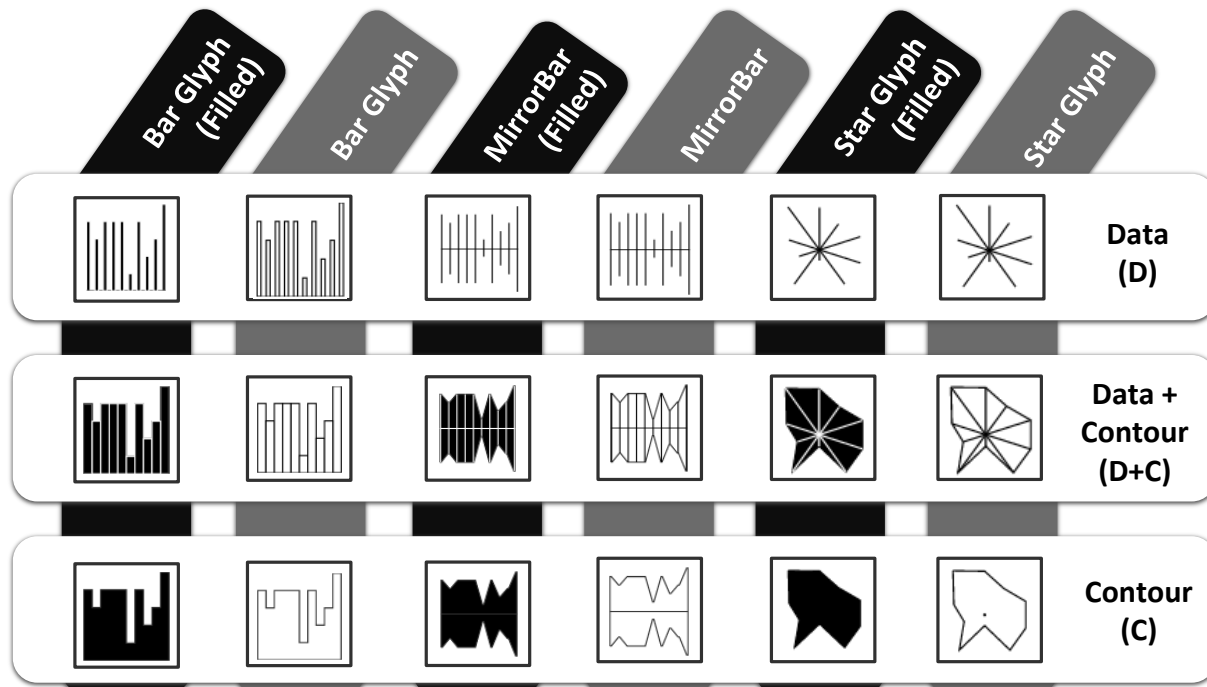 Bar Glyph
(Filled)
Bar Glyph
MirrorBar
(Filled)
MirrorBar
Star Glyph
(Filled)
Star Glyph
Data
(D)
Data +
Contour
(D+C)
Contour
(C)